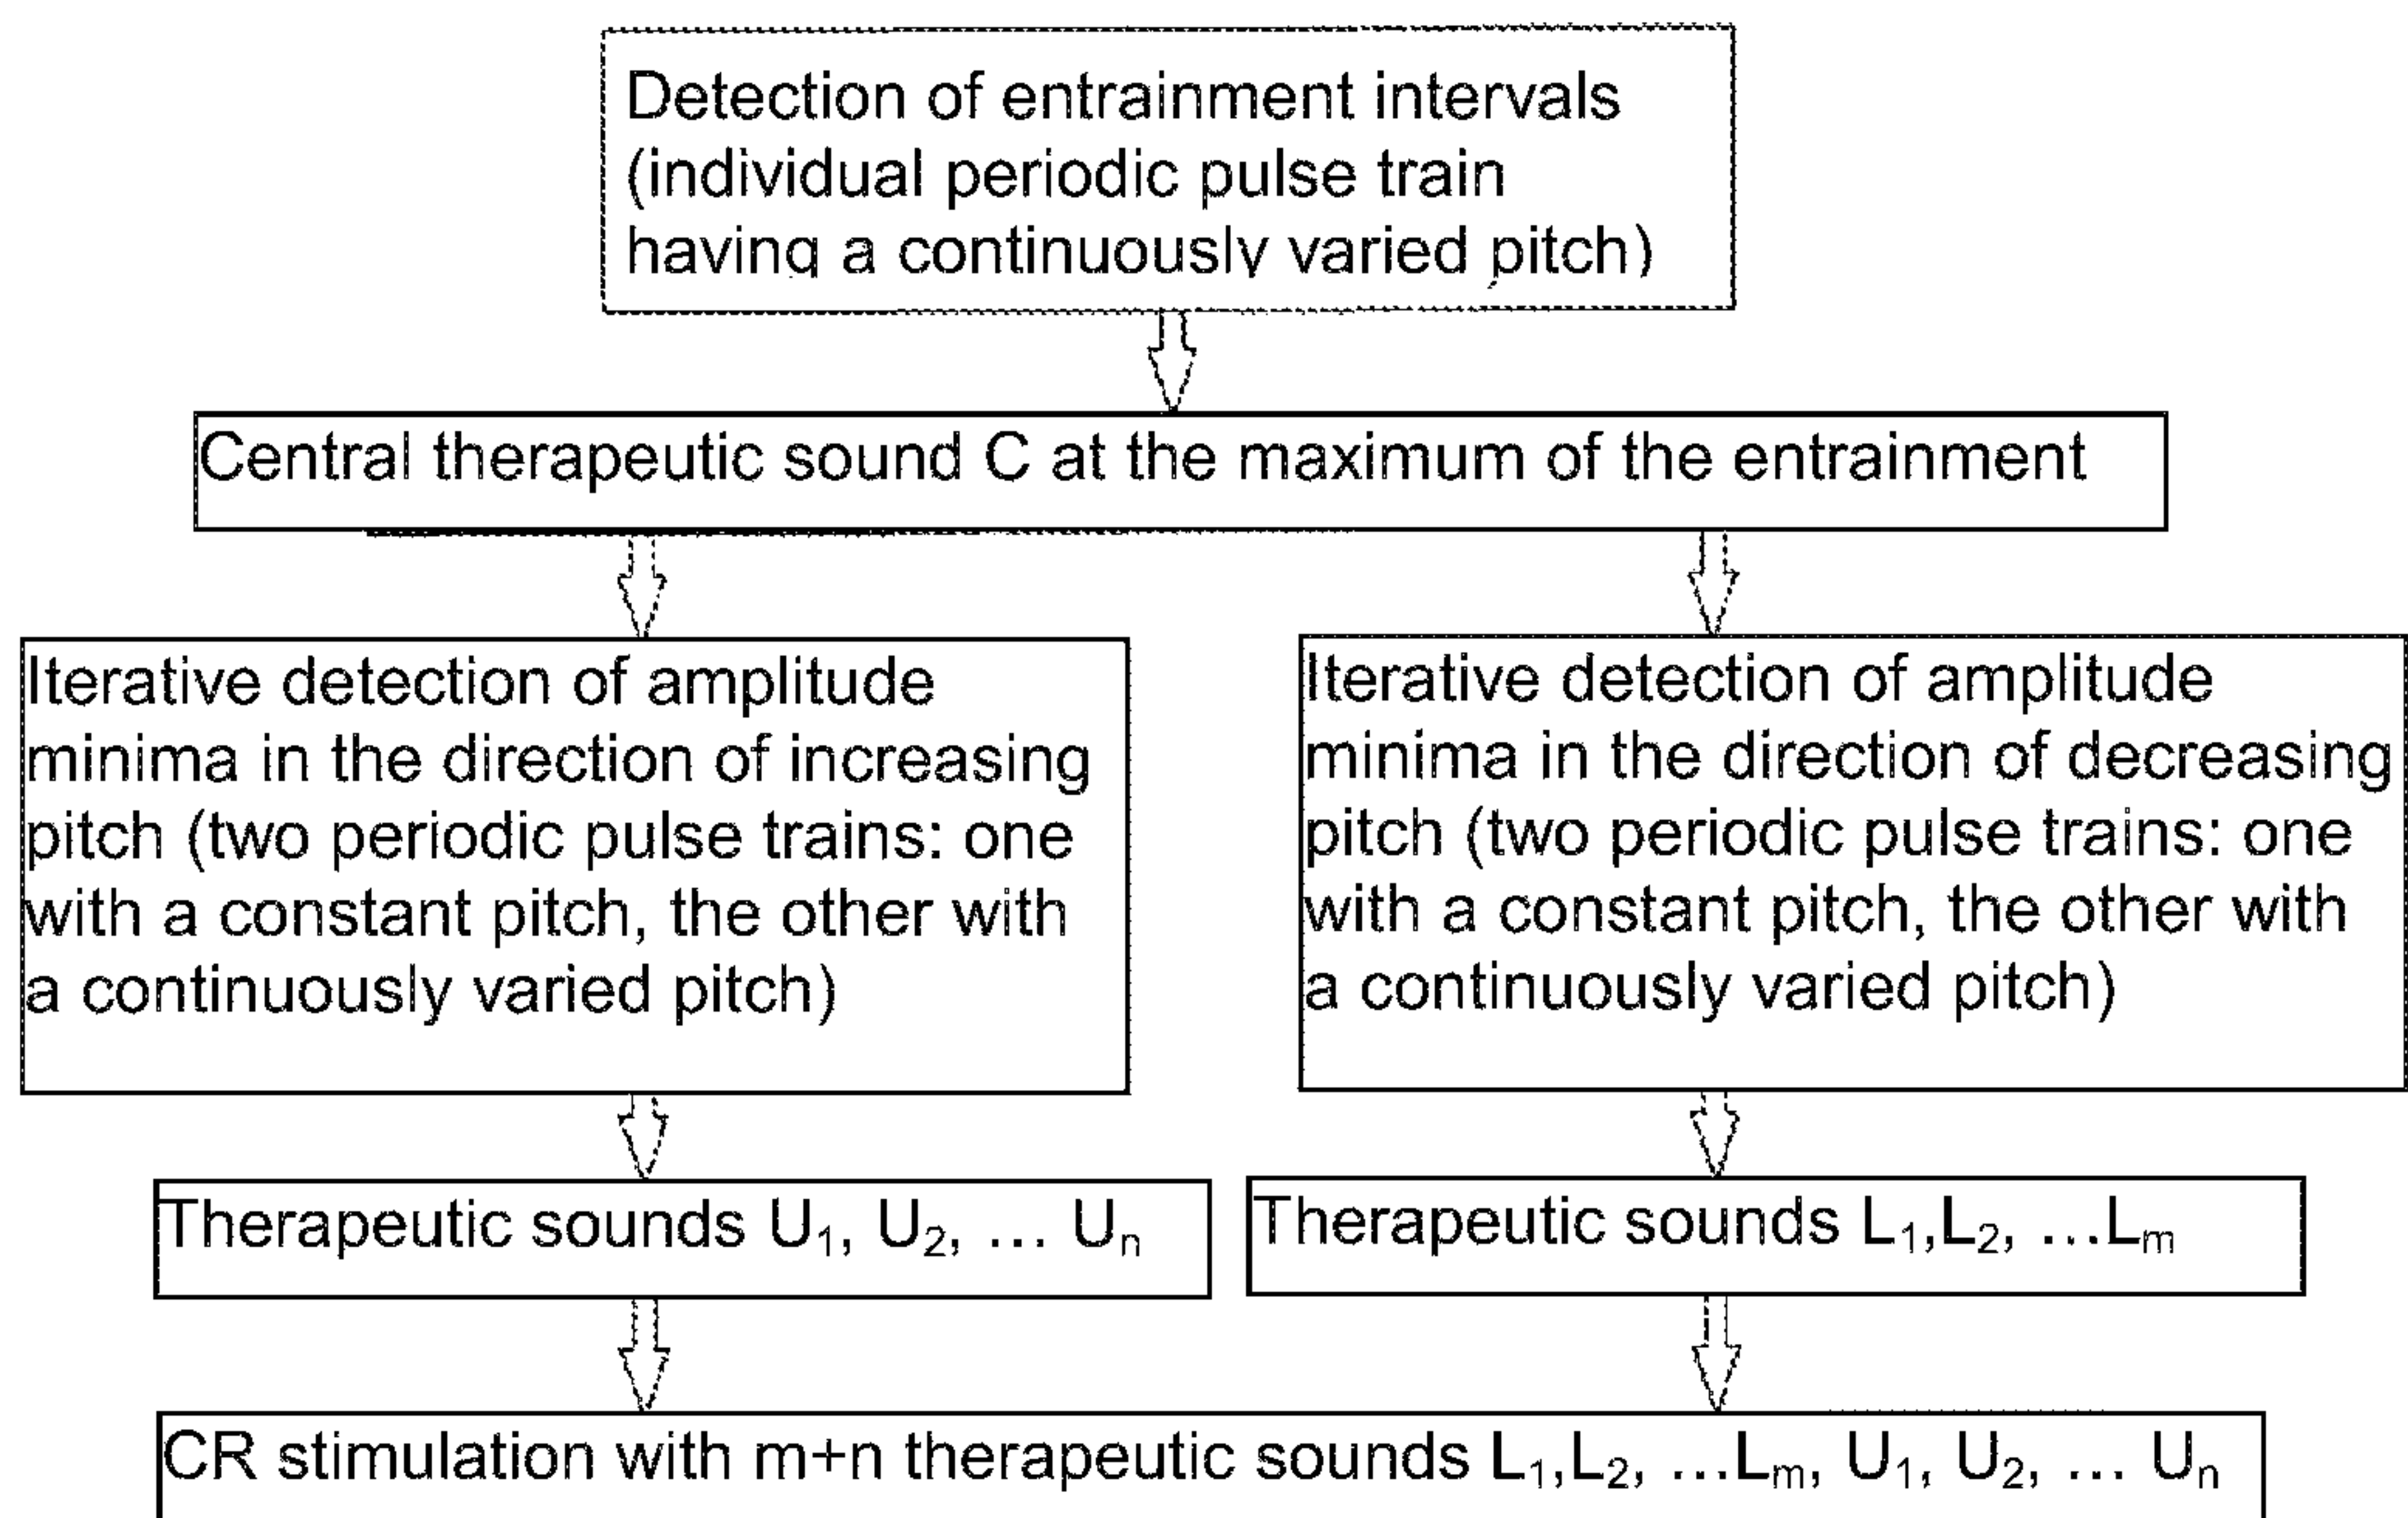 Detection of entrainment intervals
(individual periodic pulse train
having a continuously varied pitch)
Central therapeutic sound C at the maximum of the entrainment
Iterative detection of amplitude
minima in the direction of increasing
pitch (two periodic pulse trains: one
with a constant pitch, the other with
a continuously varied pitch)
Iterative detection of amplitude
minima in the direction of decreasing
pitch (two periodic pulse trains: one
with a constant pitch, the other with
a continuously varied pitch)
Therapeutic sounds U₁, U₂, … Uₙ
Therapeutic sounds L₁,L₂, …Lₘ
CR stimulation with m+n therapeutic sounds L₁,L₂, …Lₘ, U₁, U₂, … Uₙ